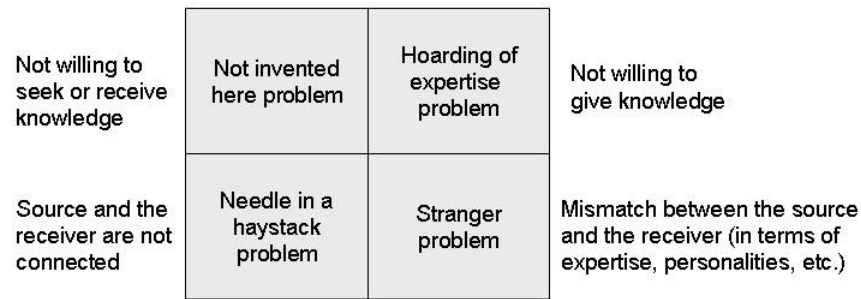 Not willing to
seek or receive
knowledge
Not invented
here problem
Hoarding of
expertise
problem
Not willing to
give knowledge
Source and the
receiver are not
connected
Needle in a
haystack
problem
Stranger
problem
Mismatch between the source
and the receiver (in terms of
expertise, personalities, etc.)